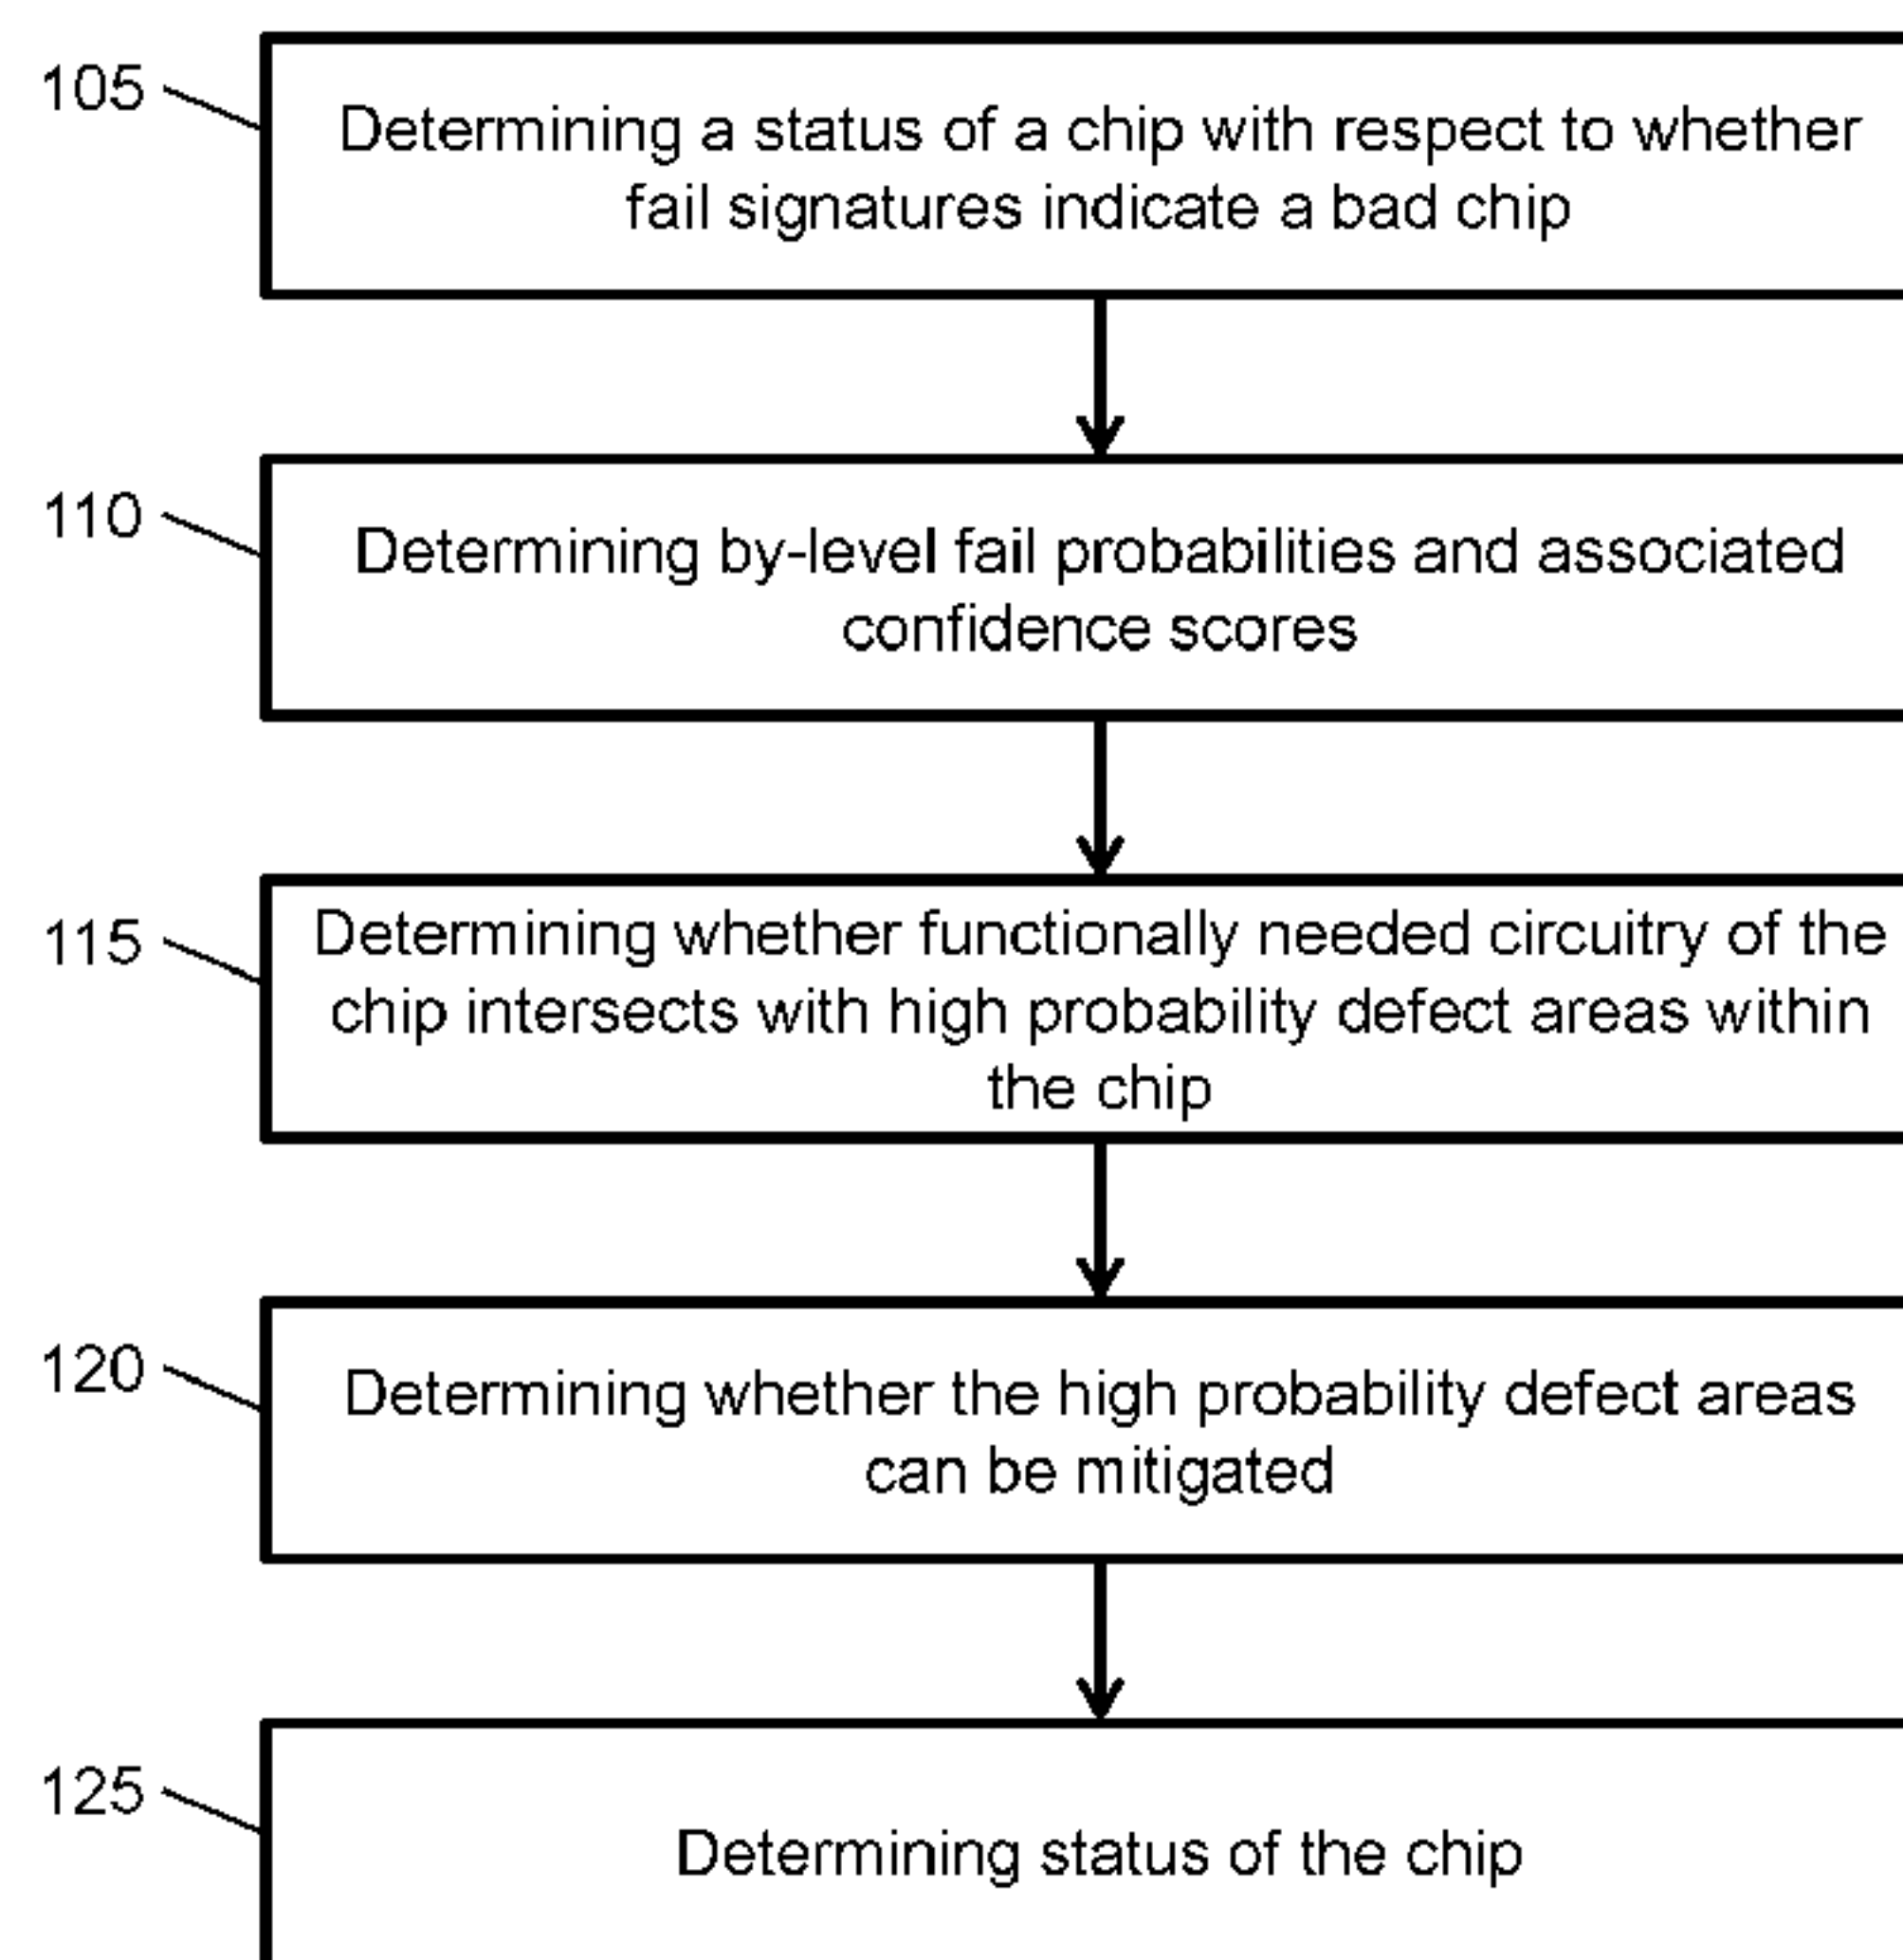 105
Determining a status of a chip with respect to whether
fail signatures indicate a bad chip
110
Determining by-level fail probabilities and associated
confidence scores
115
Determining whether functionally needed circuitry of the
chip intersects with high probability defect areas within
the chip
120
Determining whether the high probability defect areas
can be mitigated
125
Determining status of the chip